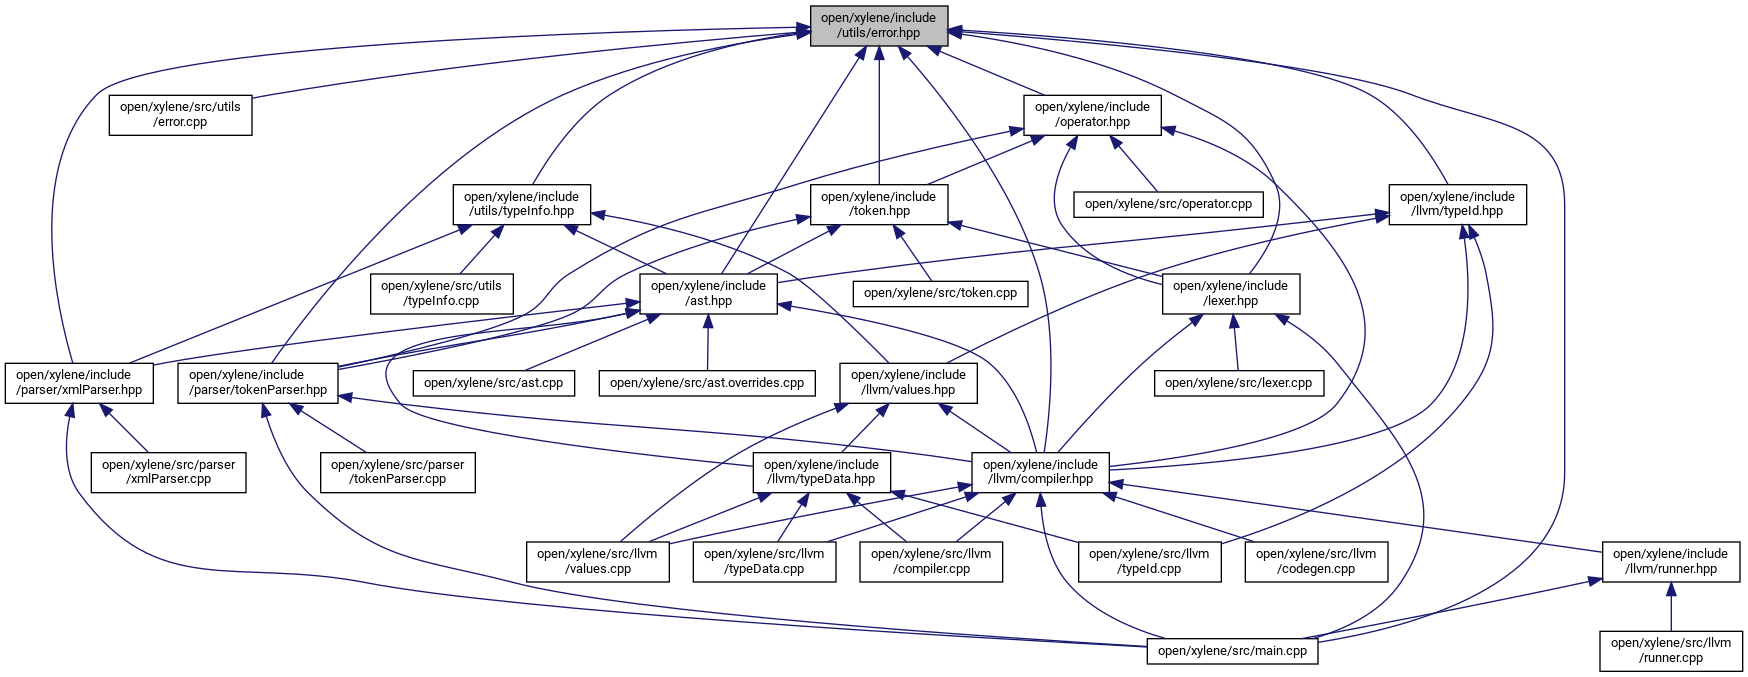 open/xylene/include
/utils/error.hpp
open/xylene/src/utils
/error.cpp
open/xylene/include
/operator.hpp
open/xylene/include
/utils/typeInfo.hpp
open/xylene/include
/token.hpp
open/xylene/src/operator.cpp
open/xylene/include
/llvm/typeId.hpp
open/xylene/src/utils
/typeInfo.cpp
open/xylene/include
/ast.hpp
open/xylene/src/token.cpp
open/xylene/include
/lexer.hpp
open/xylene/include
/parser/xmlParser.hpp
open/xylene/include
/parser/tokenParser.hpp
open/xylene/src/ast.cpp
open/xylene/src/ast.overrides.cpp
open/xylene/include
/llvm/values.hpp
open/xylene/src/lexer.cpp
open/xylene/src/parser
/xmlParser.cpp
open/xylene/src/parser
/tokenParser.cpp
open/xylene/include
/llvm/typeData.hpp
open/xylene/include
/llvm/compiler.hpp
open/xylene/src/llvm
/values.cpp
open/xylene/src/llvm
/typeData.cpp
open/xylene/src/llvm
/compiler.cpp
open/xylene/src/llvm
/typeId.cpp
open/xylene/src/llvm
/codegen.cpp
open/xylene/include
/llvm/runner.hpp
open/xylene/src/main.cpp
open/xylene/src/llvm
/runner.cpp